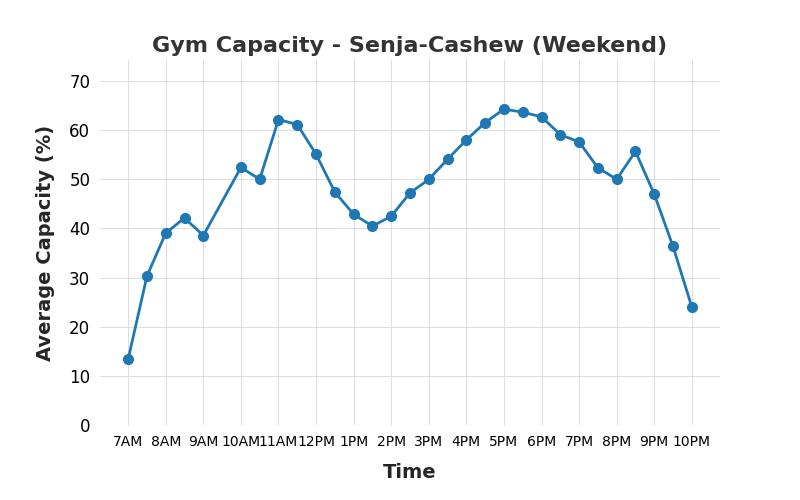 Gym Capacity - Senja-Cashew (Weekend)
Average Capacity (%)
70
60
50
40
30
20
10
0
7AM 8AM 9AM 10AM 11AM 12PM 1PM 2PM 3PM 4PM 5PM 6PM 7PM 8PM 9PM 10PM
Time